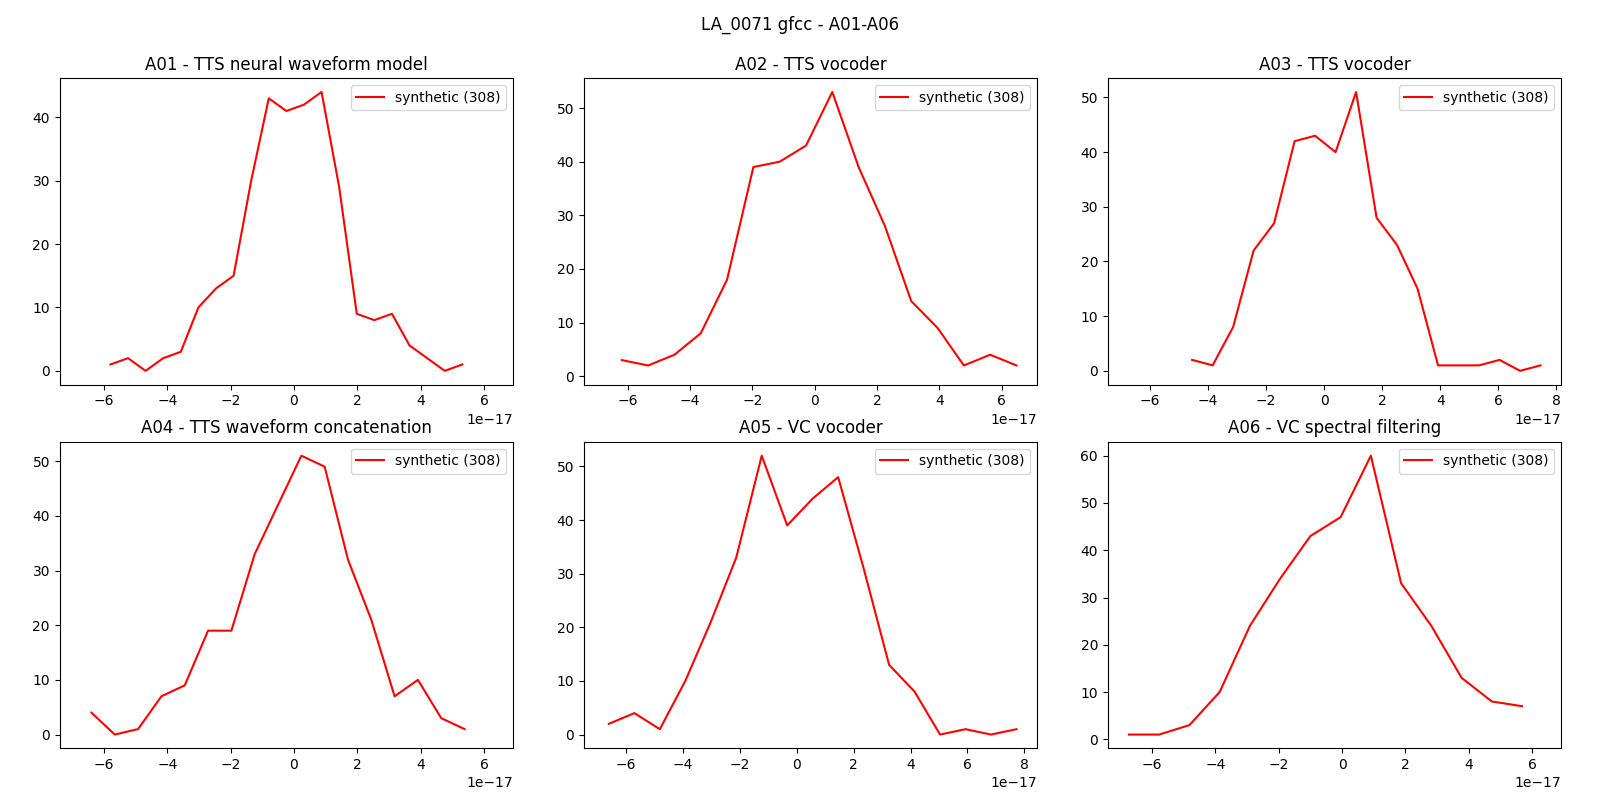 LA_0071 gfcc - A01-A06
A01 - TTS neural waveform model
synthetic (308)
40
30
20
10
0
−6 −4 −2 0 2 4 6
1e−17
A02 - TTS vocoder
synthetic (308)
50
40
30
20
10
0
−6 −4 −2 0 2 4 6
A03 - TTS vocoder
synthetic (308)
50
40
30
20
10
0
−6 −4 −2 0 2 4 6 8
1e−17
A04 - TTS waveform concatenation
synthetic (308)
50
40
30
20
10
0
−6 −4 −2 0 2 4 6
1e−17
1e−17
A05 - VC vocoder
synthetic (308)
50
40
30
20
10
0
−6 −4 −2 0 2 4 6 8
1e−17
A06 - VC spectral filtering
synthetic (308)
60
50
40
30
20
10
0
−6 −4 −2 0 2 4 6
1e−17